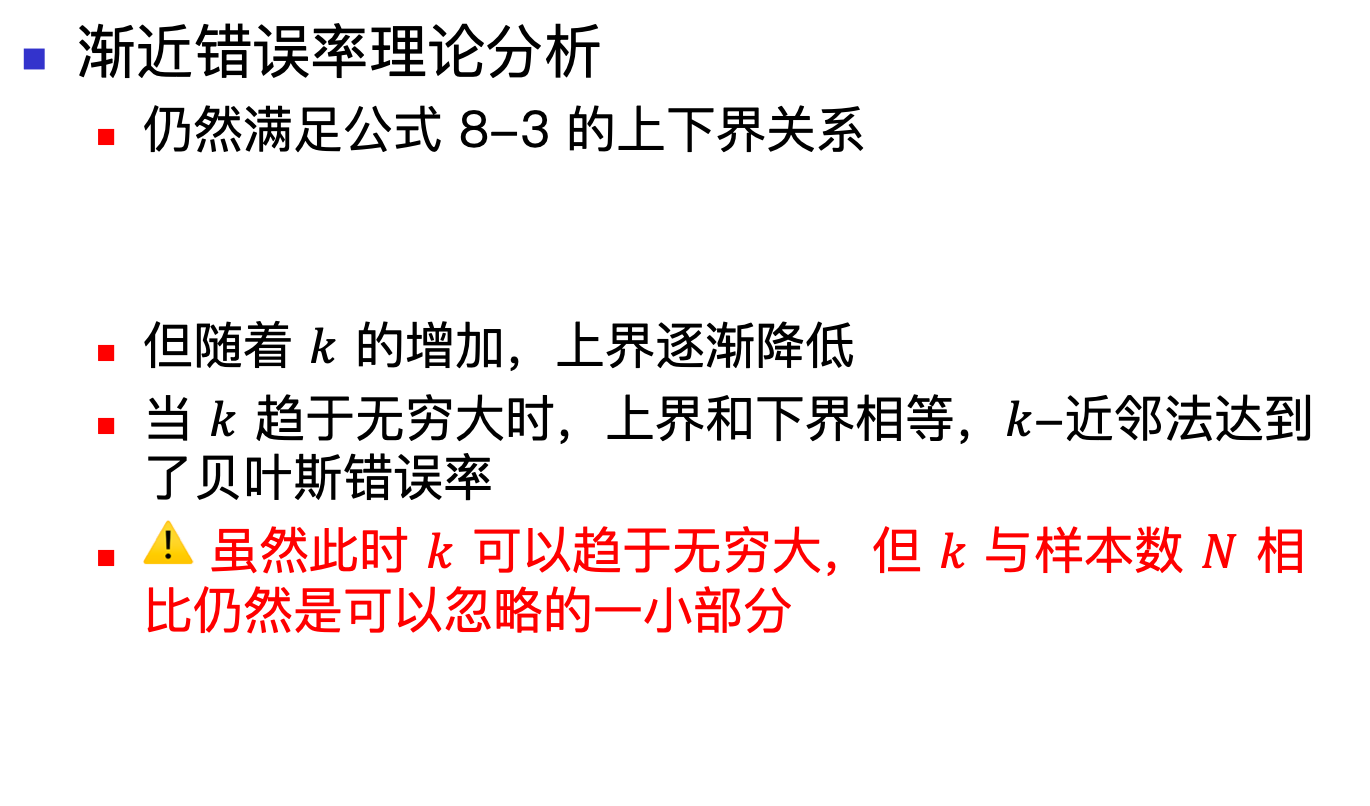 渐近错误率理论分析
仍然满足公式 8-3 的上下界关系
但随着 k 的增加，上界逐渐降低
当 k 趋于无穷大时，上界和下界相等，k-近邻法达到
了贝叶斯错误率
⚠️ 虽然此时 k 可以趋于无穷大，但 k 与样本数 N 相
比仍然是可以忽略的一小部分